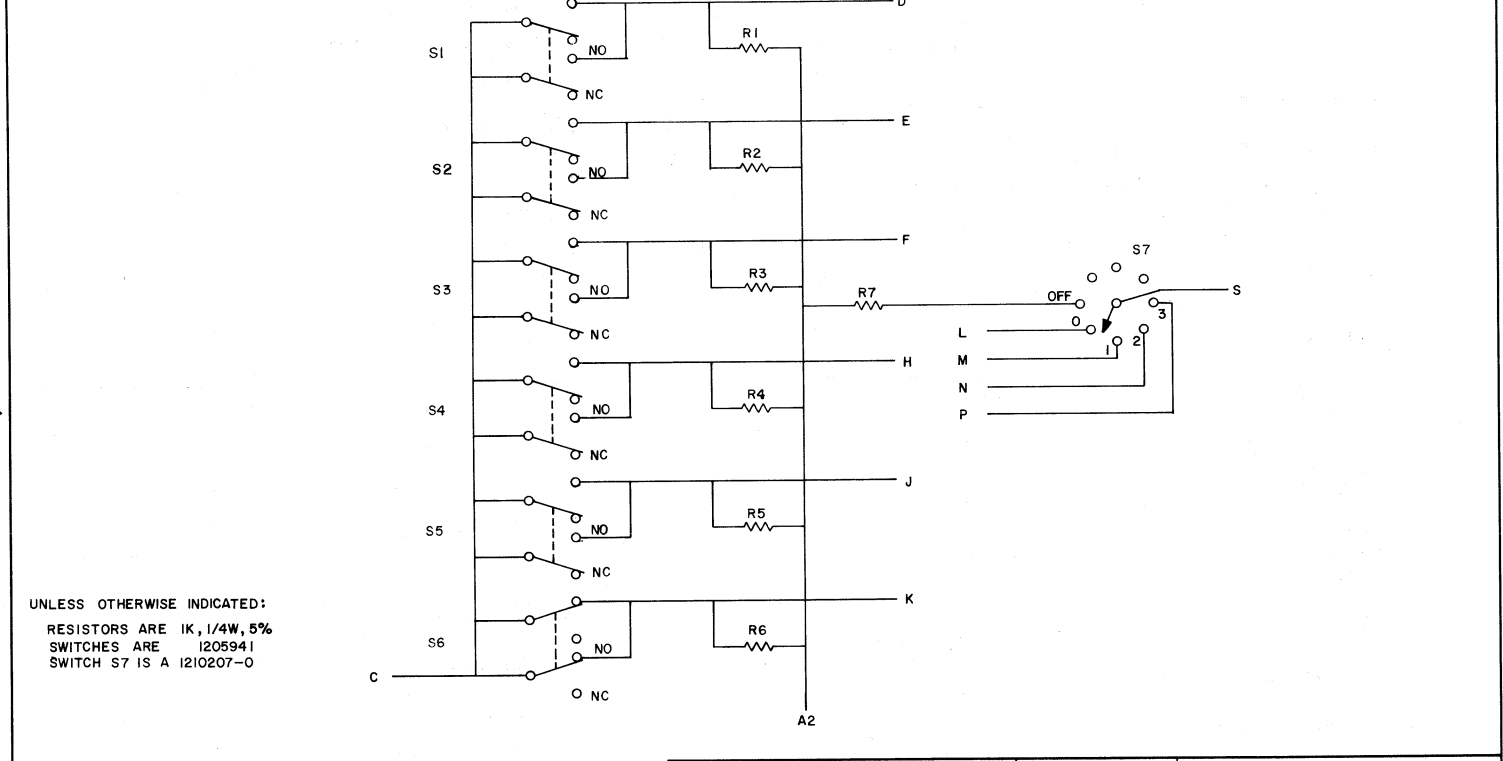 D
R1
S1
NO
NC
E
R2
S2
NO
NC
F
R3
S3
NO
NC
S7
R7
OFF
S
3
0
L
2
1
M
N
P
H
R4
S4
NO
NC
J
R5
S5
NO
NC
K
R6
S6
NO
C
NC
A2
UNLESS OTHERWISE INDICATED:
RESISTORS ARE 1K, 1/4W, 5%
SWITCHES ARE 1205941
SWITCH S7 IS A 1210207-0